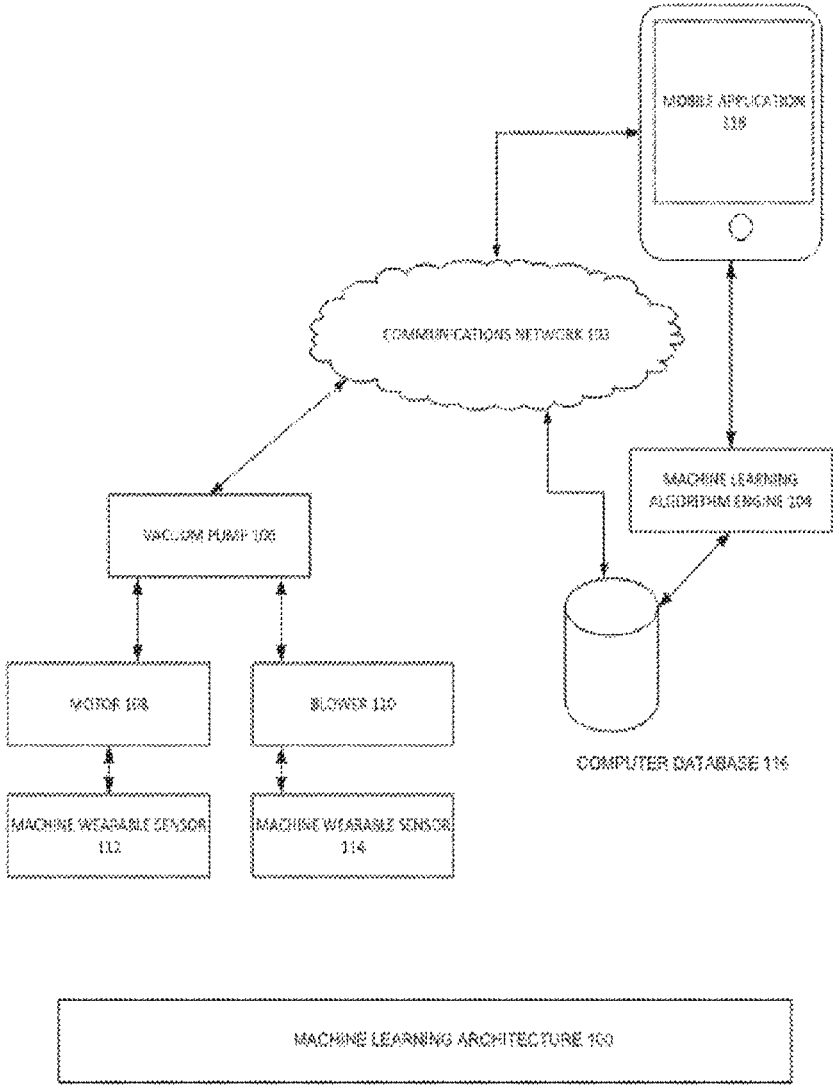 MOBILE APPLICATION
118
COMMUNICATIONS NETWORK 102
MACHINE LEARNING
ALGORITHM ENGINE 104
VACUUM PUMP 106
MOTOR 108
BLOWER 110
COMPUTER DATABASE 116
MACHINE WEARABLE SENSOR
112
MACHINE WEARABLE SENSOR
114
MACHINE LEARNING ARCHITECTURE 100